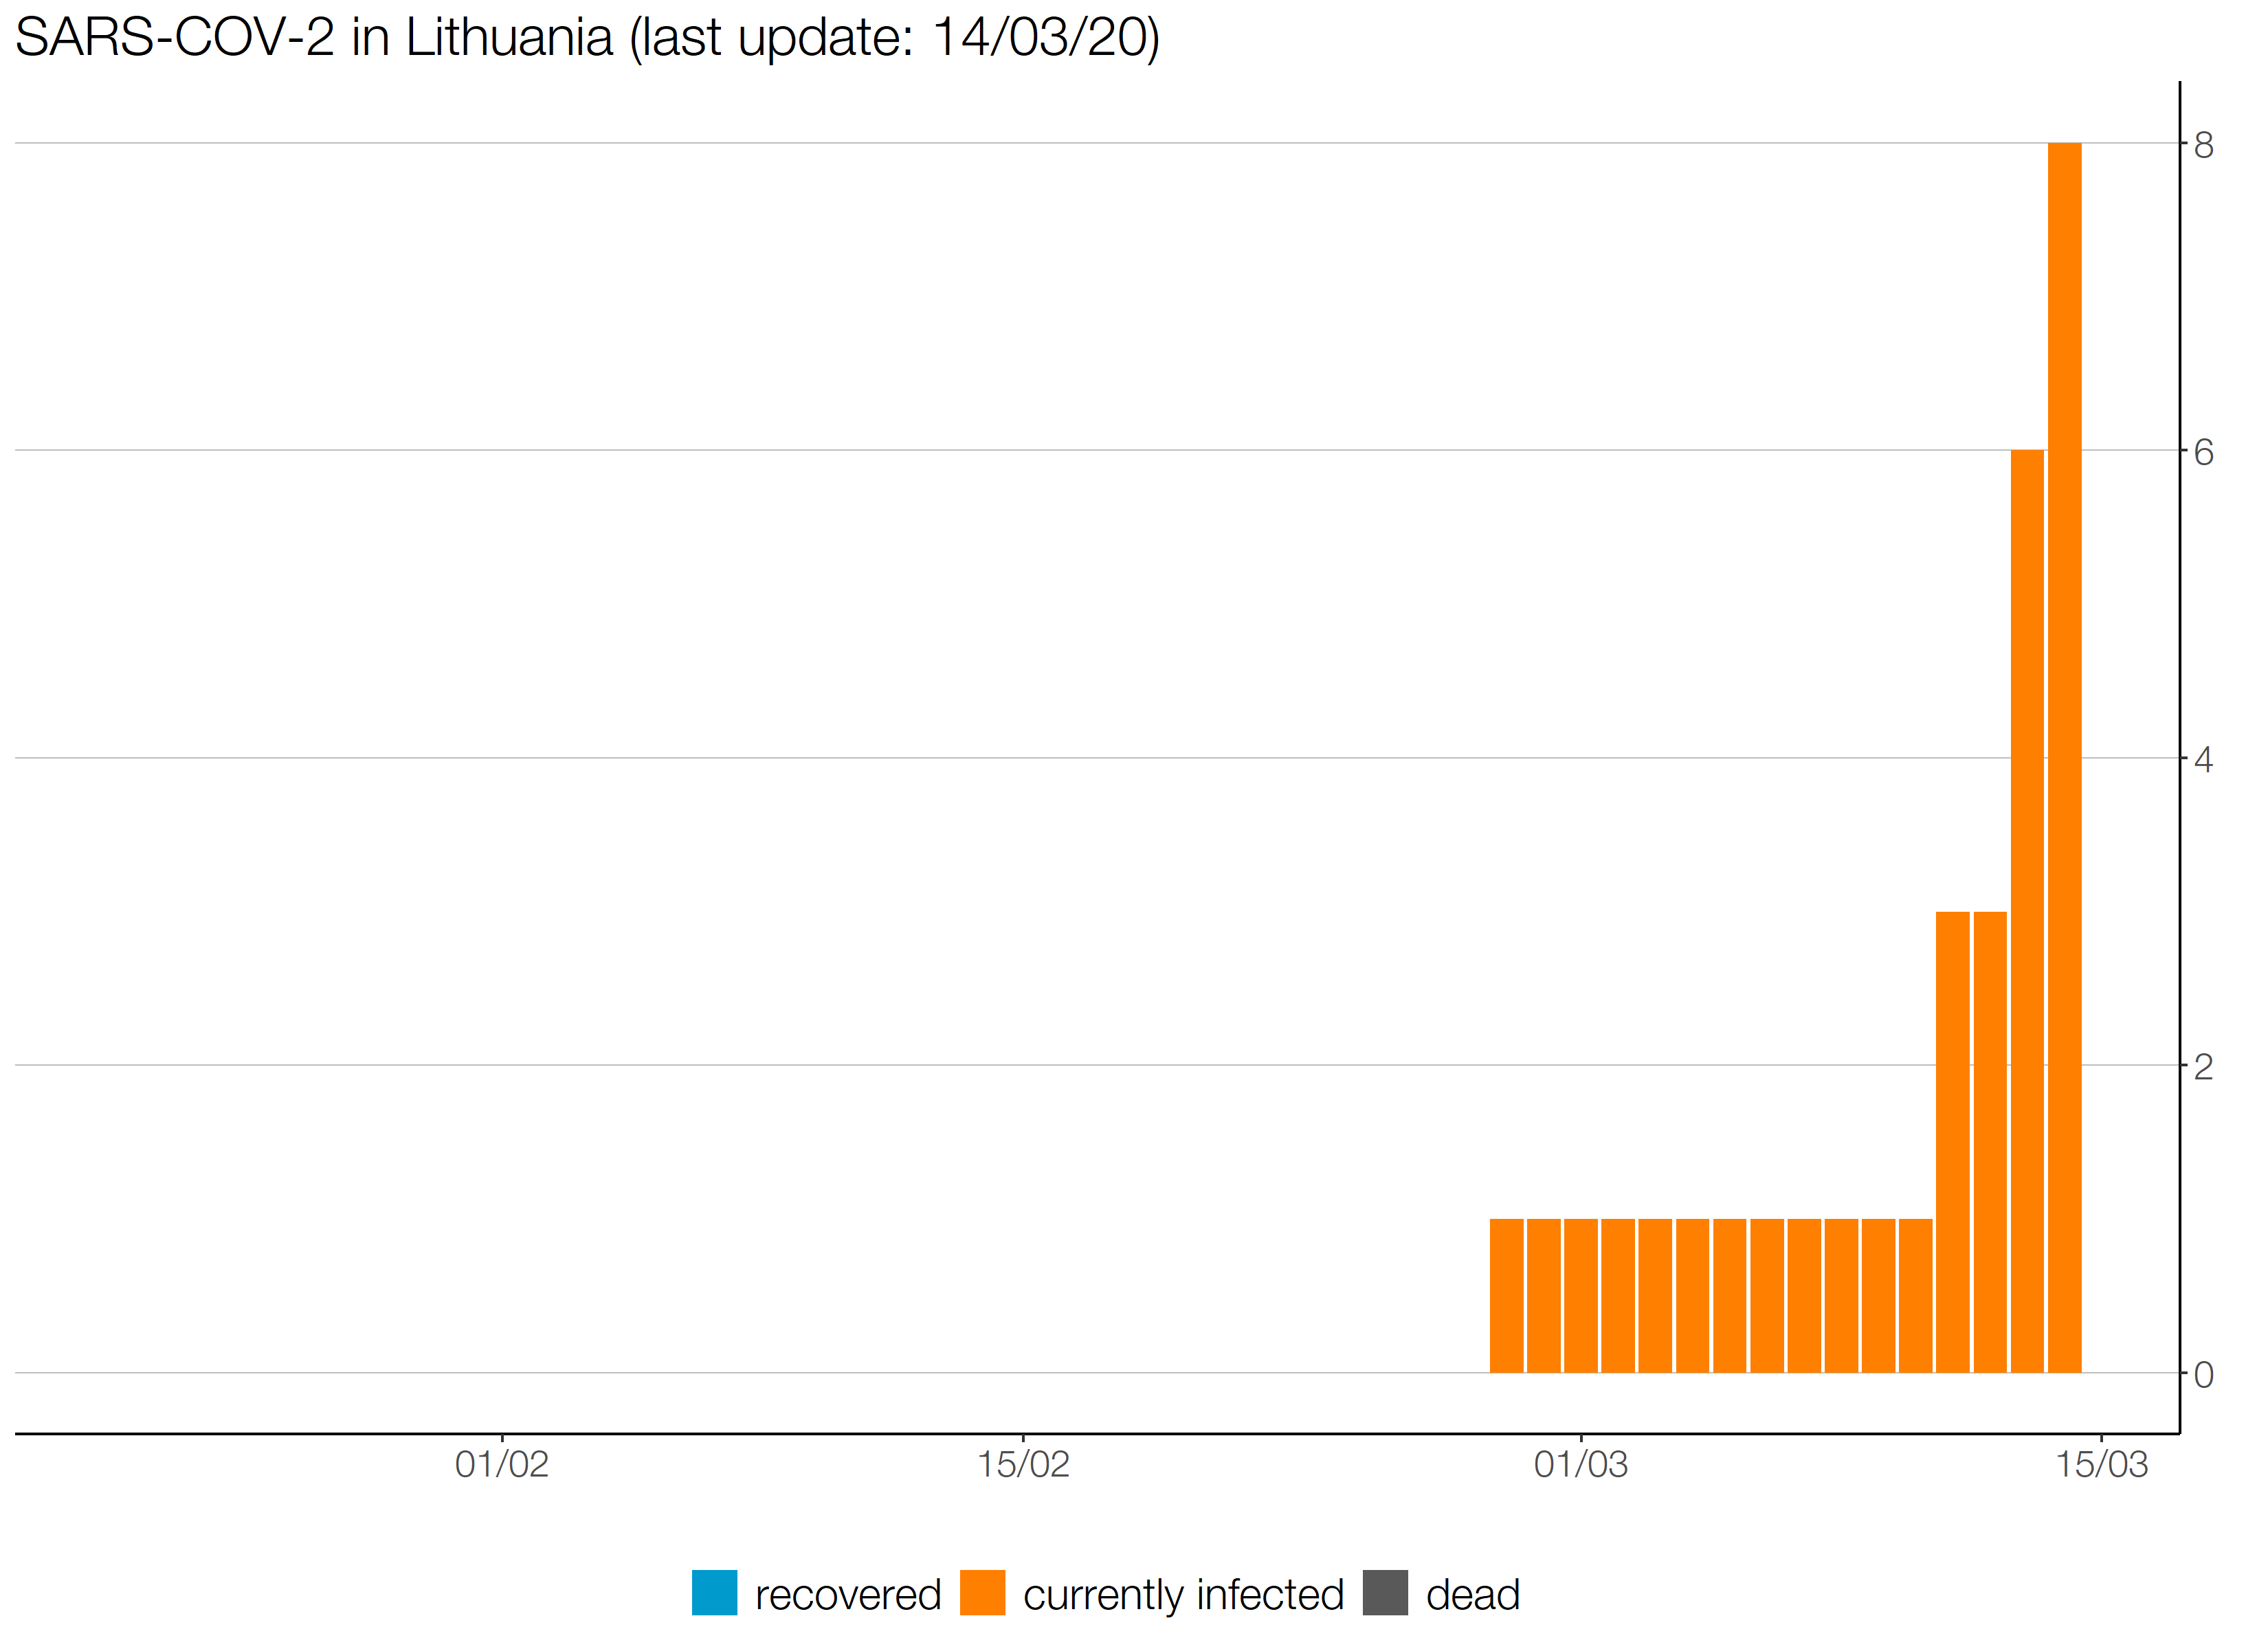 SARS-COV-2 in Lithuania (last update: 14/03/20)
8
6
4
2
0
01/02 15/02 01/03 15/03
recovered currently infected dead